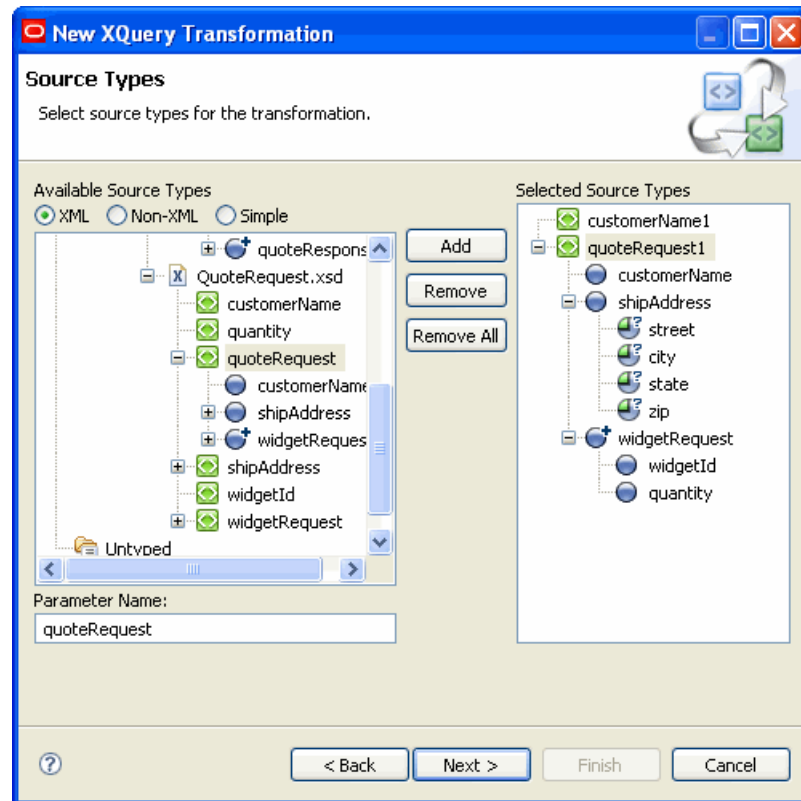 New XQuery Transformation
Source Types
Select source types for the transformation.
Available Source Types
XML Non-XML Simple
quoteRespons
QuoteRequest.xsd
customerName
quantity
quoteRequest
customerName
shipAddress
widgetReques
shipAddress
widgetId
widgetRequest
Untyped
Parameter Name:
quoteRequest
Add
Remove
Remove All
Selected Source Types
customerName1
quoteRequest1
customerName
shipAddress
street
city
state
zip
widgetRequest
widgetId
quantity
< Back Next > Finish Cancel